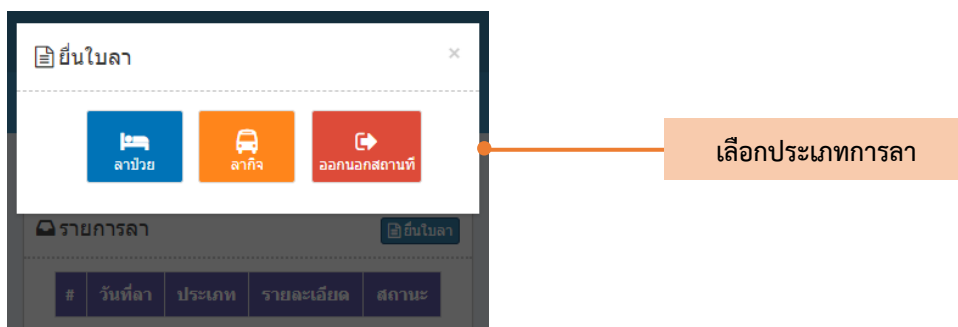 ยื่นใบลา ×
ลาป่วย ลากิจ ออกนอกสถานที่
เลือกประเภทการลา
รายการลา ยื่นใบลา
# วันที่ลา ประเภท รายละเอียด สถานะ